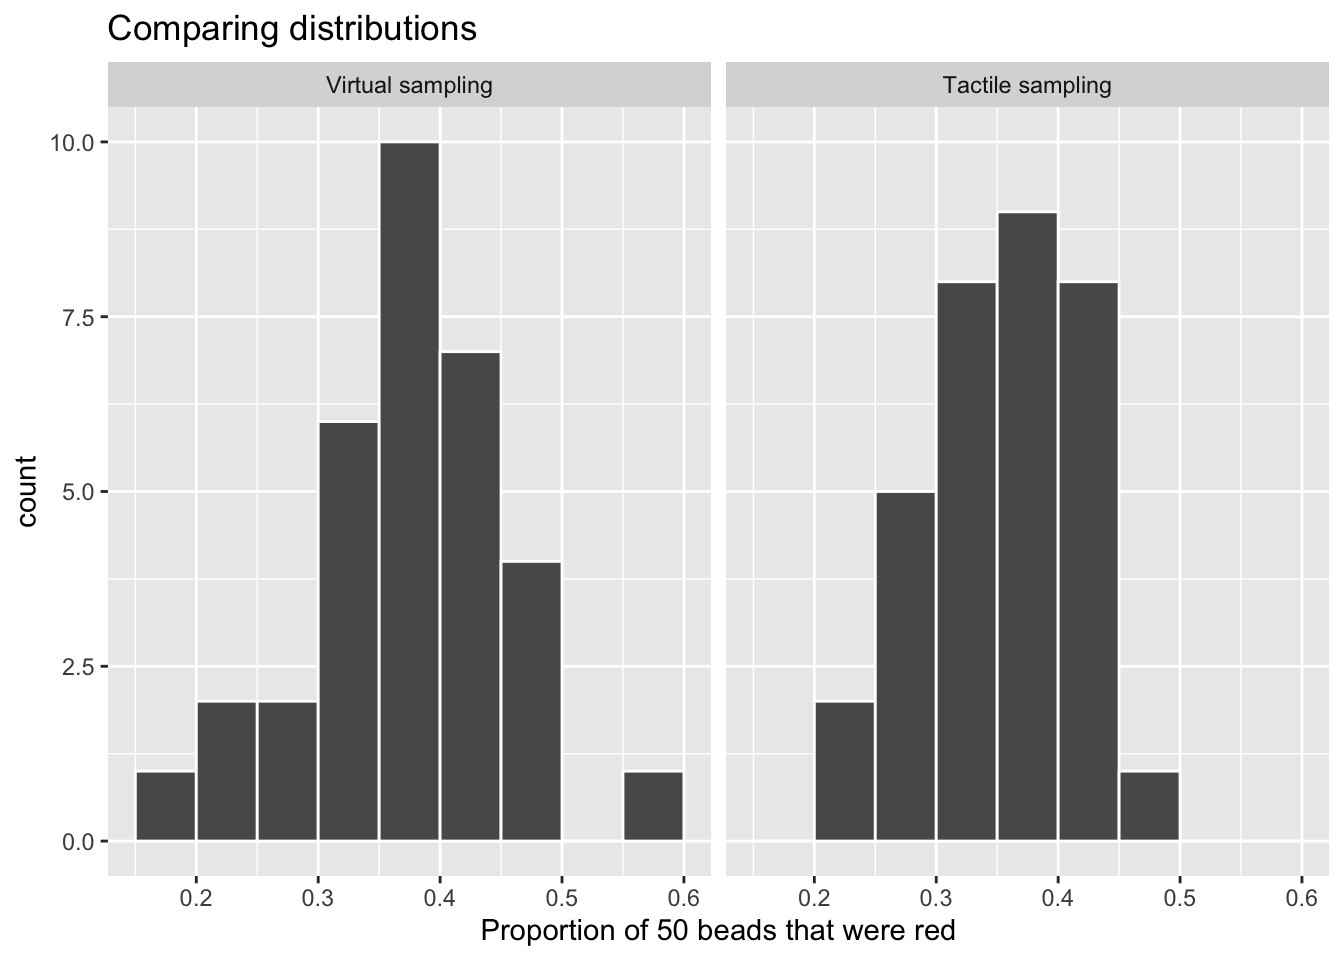 Comparing distributions
Virtual sampling
Tactile sampling
10.0
7.5
5.0
2.5
0.0
count
0.2 0.3 0.4 0.5 0.6
0.2 0.3 0.4 0.5 0.6
Proportion of 50 beads that were red